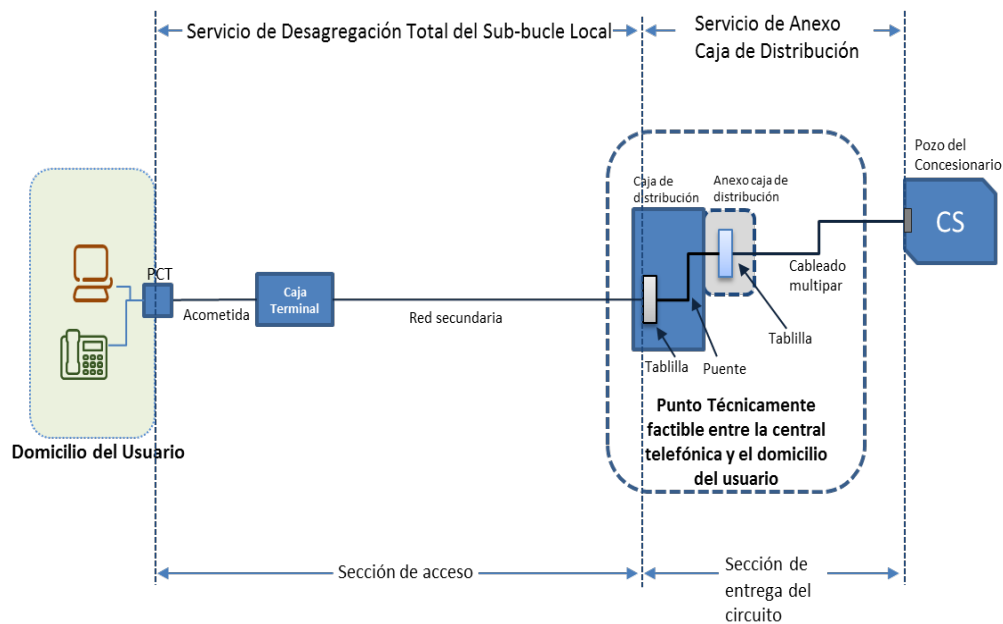 Servicio de Desagregación Total del Sub-bucle Local
Servicio de Anexo
Caja de Distribución
Pozo del
Concesionario
CS
Caja de
distribución
Anexo caja de
distribución
PCT
Acometida
Caja
Terminal
Red secundaria
Cableado
multipar
Tablilla
Tablilla
Puente
Punto Técnicamente
factible entre la central
telefónica y el domicilio
del usuario
Domicilio del Usuario
Sección de acceso
Sección de
entrega del
circuito